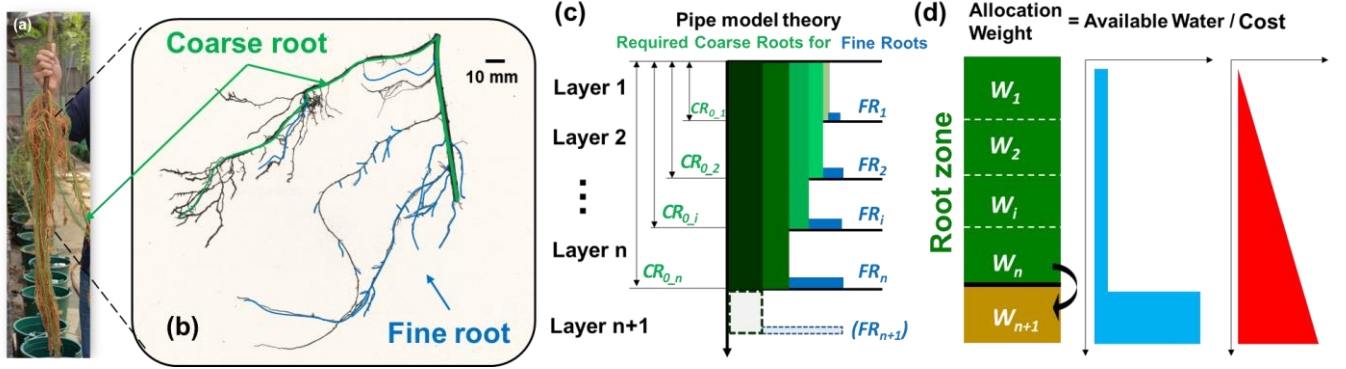 (a)
Coarse root
10 mm
(b)
Fine root
(c)
Pipe model theory
Required Coarse Roots for Fine Roots
Layer 1
CR0_1
FR1
Layer 2
CR0_2
FR2
⋮
CR0_i
FRi
Layer n
CR0_n
FRn
Layer n+1
(FRn+1)
(d)
Allocation
Weight
= Available Water / Cost
Root zone
W1
W2
Wi
Wn
Wn+1